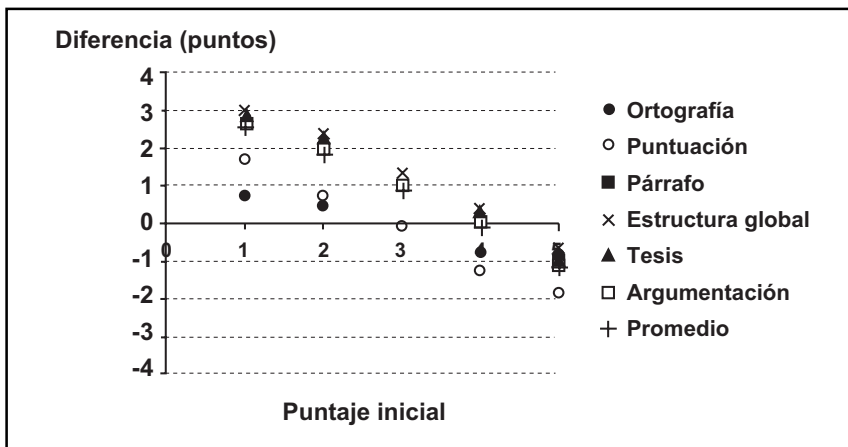 Diferencia (puntos)
4
3
2
1
0
-1
-2
-3
-4
0 1 2 3 4 5
Puntaje inicial
Ortografía
Puntuación
Párrafo
Estructura global
Tesis
Argumentación
Promedio